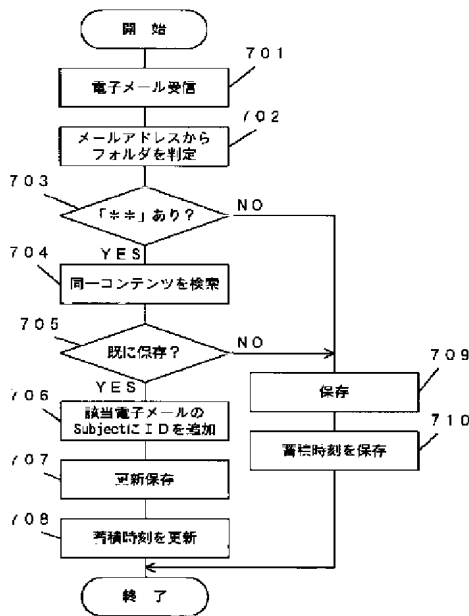 開 始
701
電子メール受信
702
メールアドレスから
フォルダを判定
703
「**」あり?
NO
YES
704
同一コンテンツを検索
705
既に保存?
NO
YES
709
保存
706
該当電子メールの
SubjectにIDを追加
710
蓄積時刻を保存
707
更新保存
708
蓄積時刻を更新
終 了